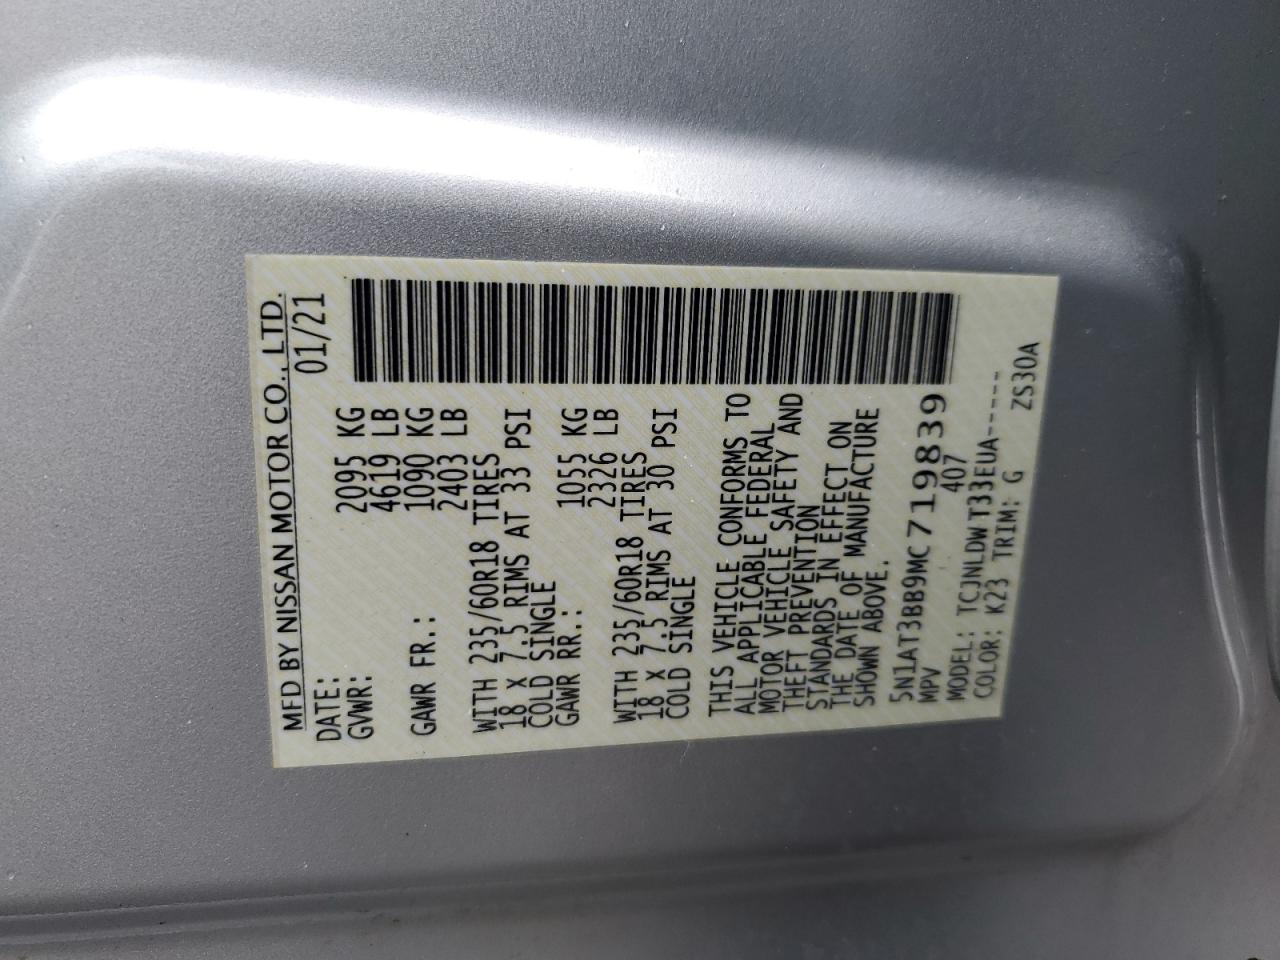 MFD BY NISSAN MOTOR CO., LTD.
DATE: 01/21
GVWR: 2095 KG
4619 LB
GAWR FR.: 1090 KG
2403 LB
WITH 235/60R18 TIRES
18 X 7.5 RIMS AT 33 PSI
COLD SINGLE
GAWR RR.: 1055 KG
2326 LB
WITH 235/60R18 TIRES
18 X 7.5 RIMS AT 30 PSI
COLD SINGLE
THIS VEHICLE CONFORMS TO
ALL APPLICABLE FEDERAL
MOTOR VEHICLE SAFETY AND
THEFT PREVENTION
STANDARDS IN EFFECT ON
THE DATE OF MANUFACTURE
SHOWN ABOVE.
5N1AT3BB9MC719839
MPV 407
MODEL: TCJNLDWT33EUA-----
COLOR: K23 TRIM: G ZS30A